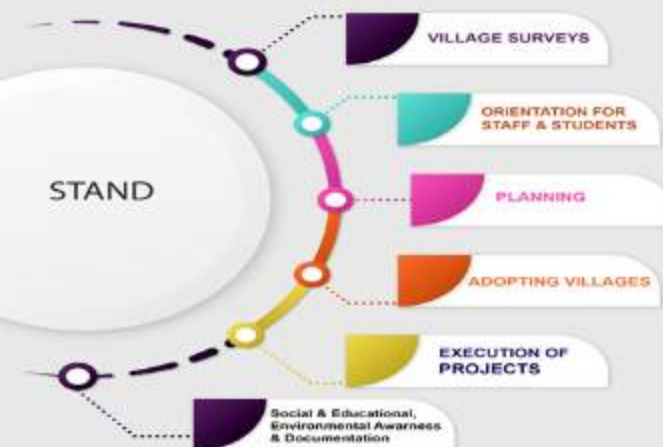 STAND
VILLAGE SURVEYS
ORIENTATION FOR
STAFF & STUDENTS
PLANNING
ADOPTING VILLAGES
EXECUTION OF
PROJECTS
Social & Educational,
Environmental Awarness
& Documentation